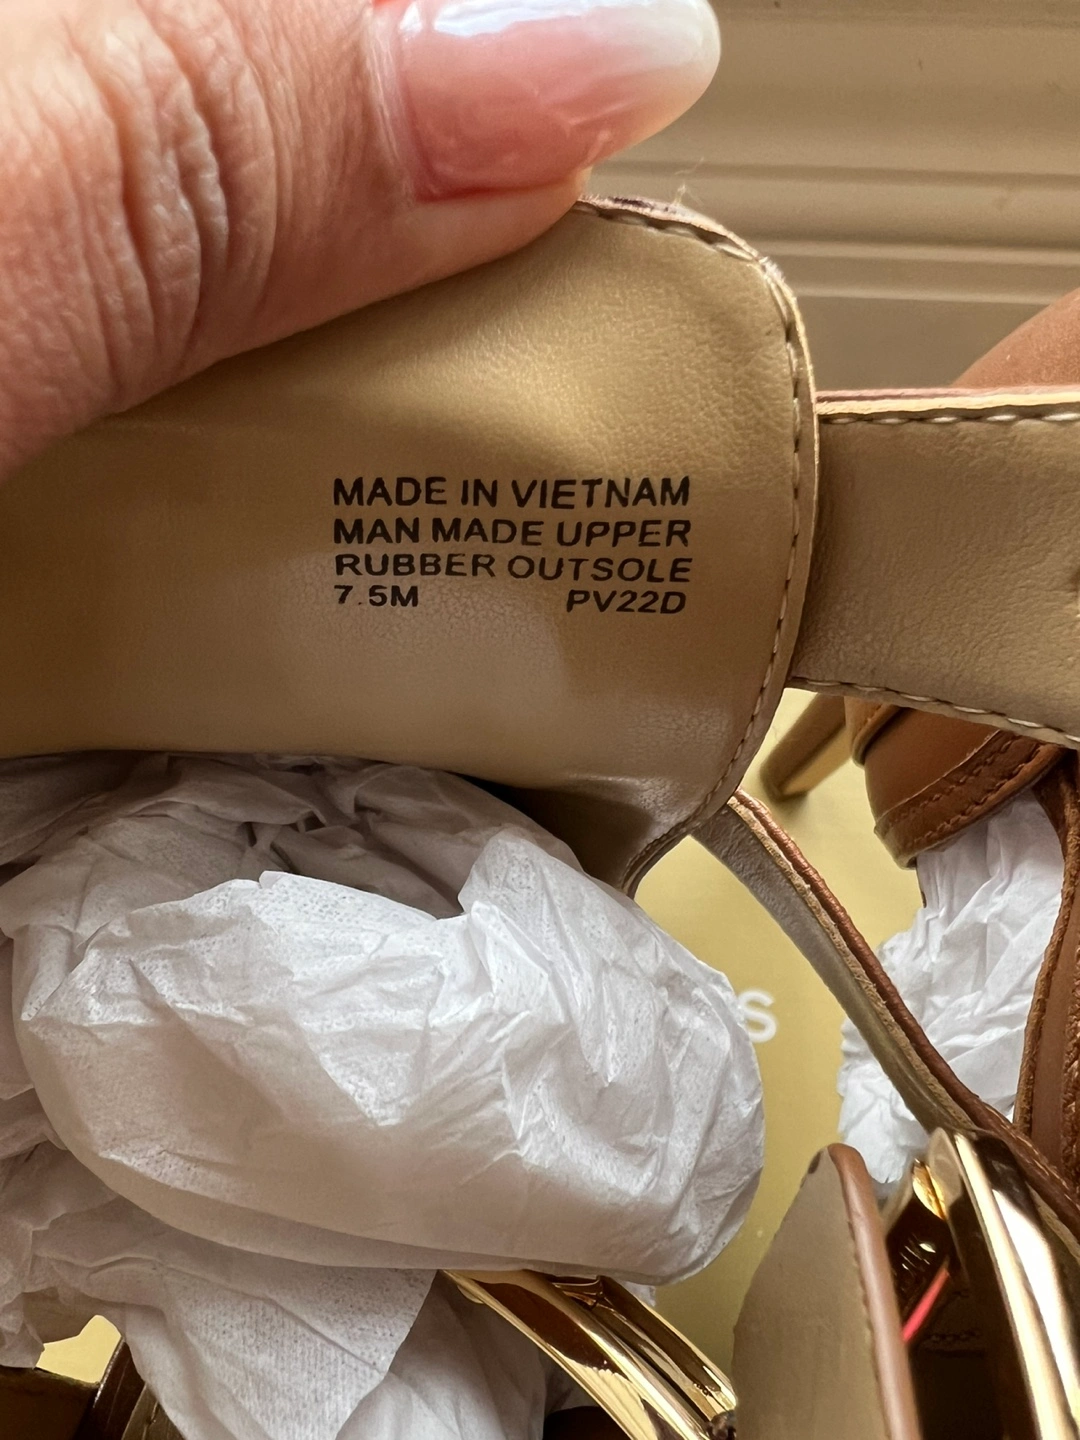 MADE IN VIETNAM
MAN MADE UPPER
RUBBER OUTSOLE
7.5M PV22D
S